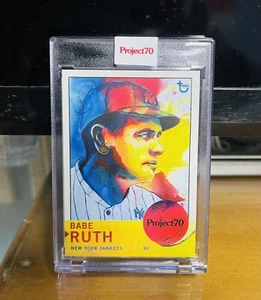 Project70
BABE
RUTH
NEW YORK YANKEES NY
Project70